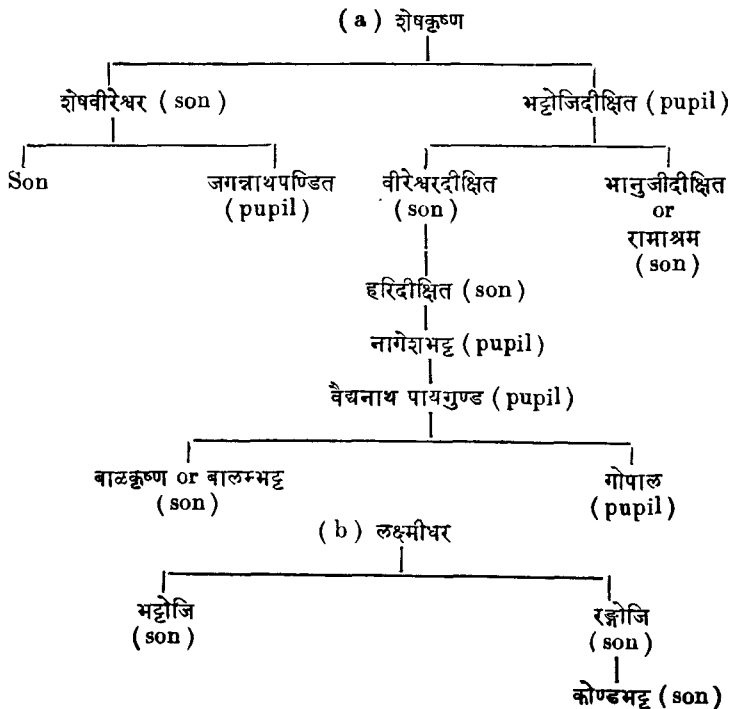 (a) शेषकृष्ण
शेषवीरेश्वर (son) भट्टोजिदीक्षित (pupil)
Son जगन्नाथपण्डित वीरेश्वरदीक्षित भानुजीदीक्षित
(pupil) (son) or
रामाश्रम
(son)
हरिदीक्षित (son)
नागेशभट्ट (pupil)
वैद्यनाथ पायगुण्ड (pupil)
बाळकृष्ण or बालम्भट्ट गोपाल
(son) (pupil)
(b) लक्ष्मीधर
भट्टोजि रङ्गोजि
(son) (son)
कोण्डभट्ट (son)